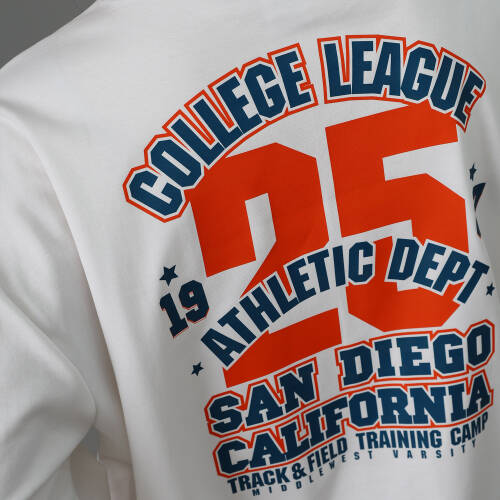 COLLEGE LEAGUE
25
19
ATHLETIC DEPT
SAN DIEGO
CALIFORNIA
TRACK & FIELD TRAINING CAMP
MIDDLEWEST VARSITY